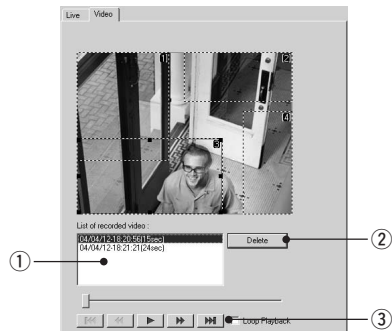 Live Video
1 2
4
3
List of recorded video :
04/04/12-18:20:56(15sec)
04/04/12-18:21:21(24sec)
Delete
Loop Playback
1
2
3